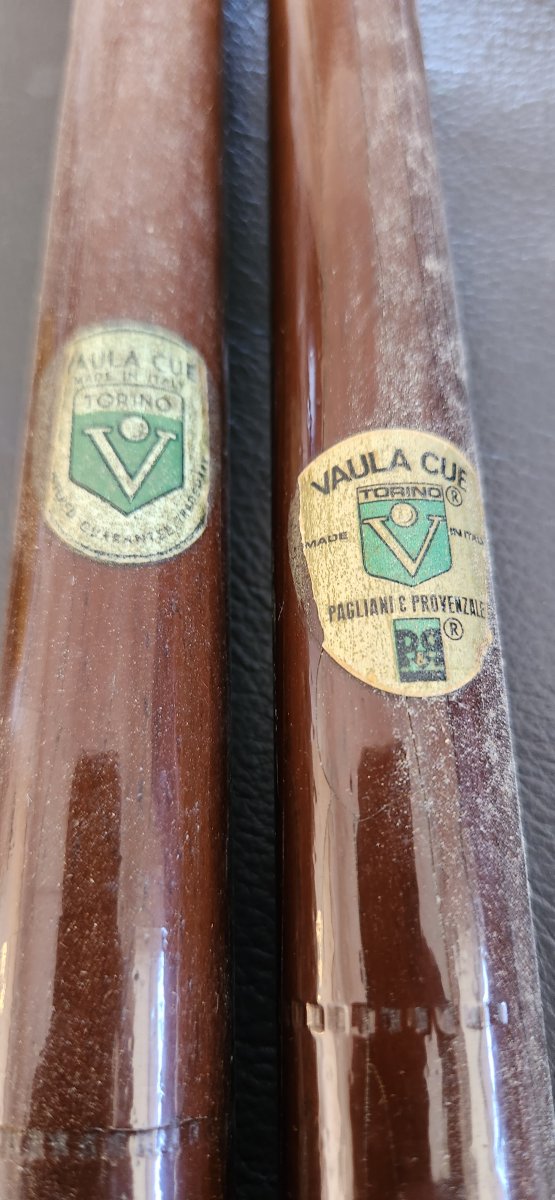 VAULA CUE
MADE IN ITALY
TORINO
V
VAULA CUE
TORINO ®
V
MADE IN ITALY
PAGLIANI & PROVENZALE
P&P ®